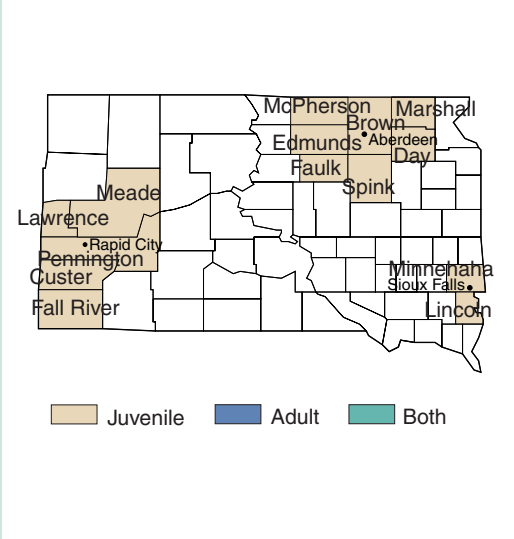 McPherson
Marshall
Brown
Aberdeen
Edmunds
Day
Faulk
Spink
Meade
Lawrence
Rapid City
Pennington
Custer
Minnehaha
Sioux Falls
Fall River
Lincoln
Juvenile
Adult
Both